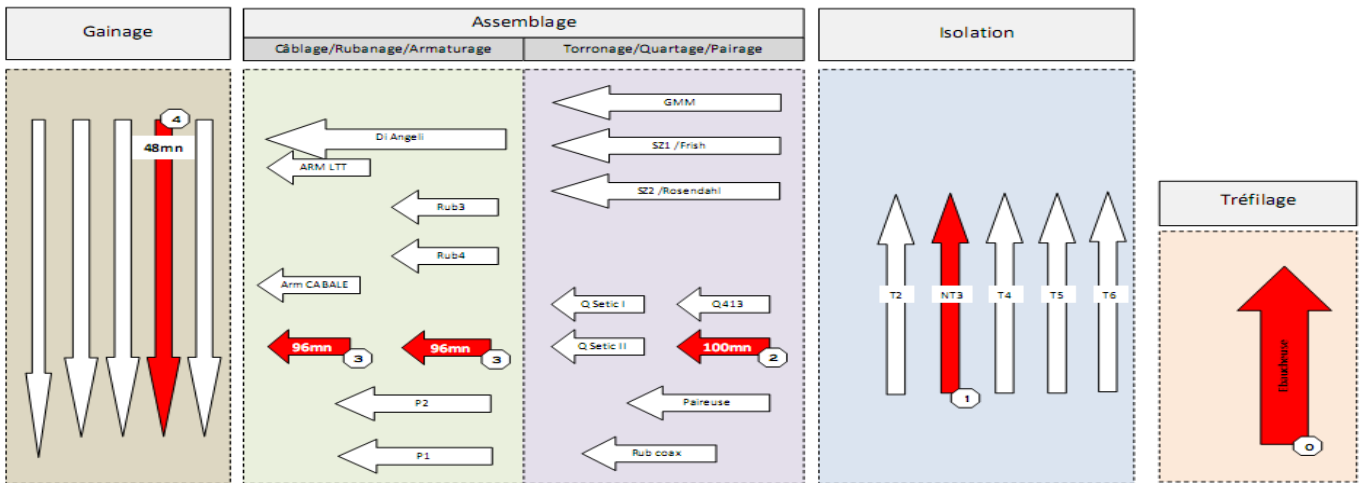 Gainage
Assemblage
Câblage/Rubanage/Armaturage
Torronage/Quartage/Pairage
Isolation
Tréfilage
4
48mn
Di Angeli
ARM LTT
Rub3
Rub4
Arm CABALE
96mn
3
96mn
3
P2
P1
GMM
SZ1 /Frish
SZ2 /Rosendahl
Q Setic I
Q413
Q Setic II
100mn
2
Paireuse
Rub coax
T2
NT3
T4
T5
T6
1
Ebaucheuse
0